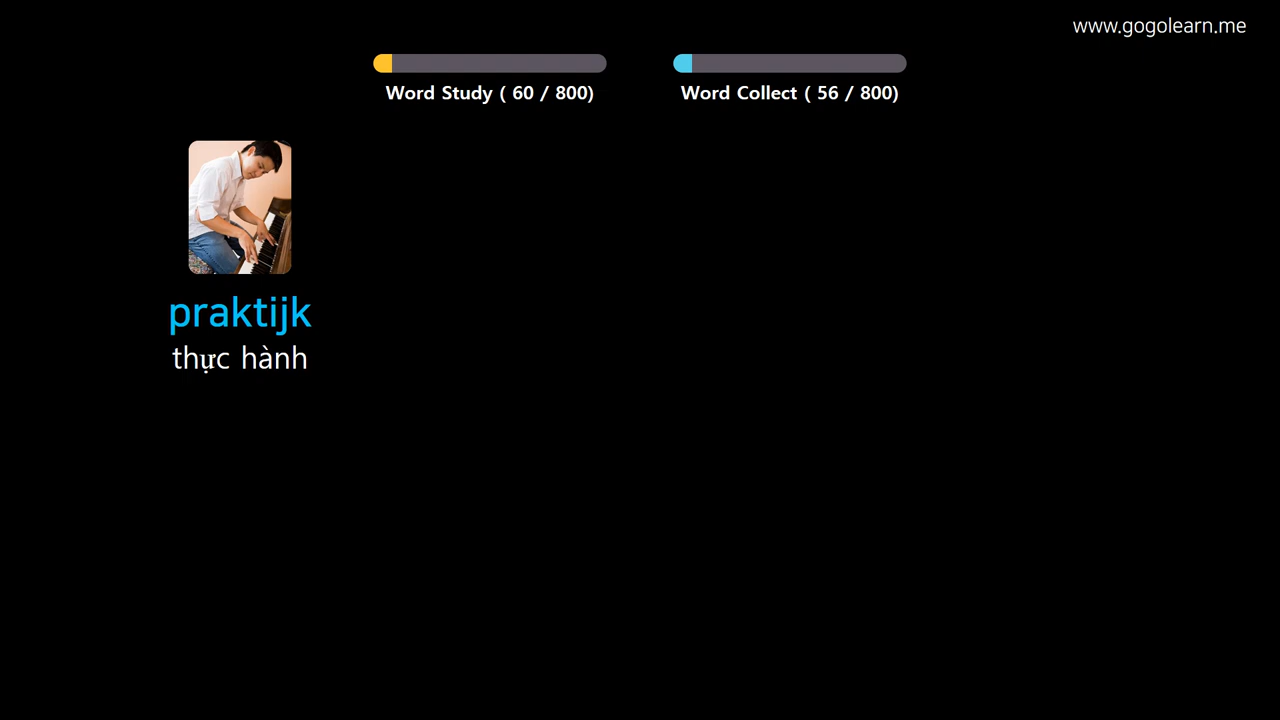 www.gogolearn.me
Word Study ( 60 / 800)
Word Collect ( 56 / 800)
praktijk
thực hành